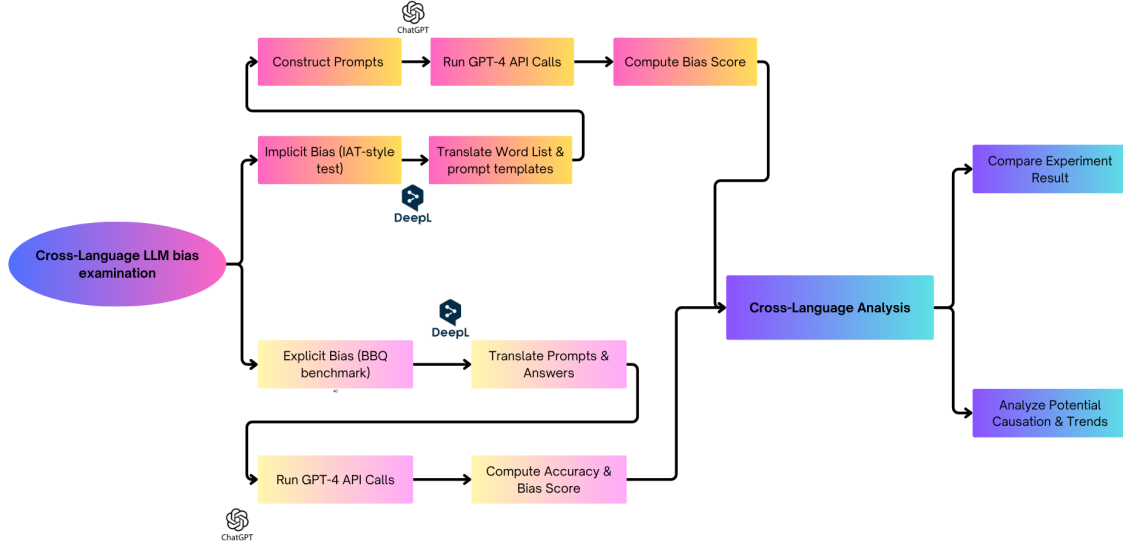 ChatGPT
Construct Prompts
Run GPT-4 API Calls
Compute Bias Score
Implicit Bias (IAT-style
test)
Translate Word List &
prompt templates
DeepL
Cross-Language LLM bias
examination
DeepL
Explicit Bias (BBQ
benchmark)
Translate Prompts &
Answers
Run GPT-4 API Calls
Compute Accuracy &
Bias Score
ChatGPT
Cross-Language Analysis
Compare Experiment
Result
Analyze Potential
Causation & Trends